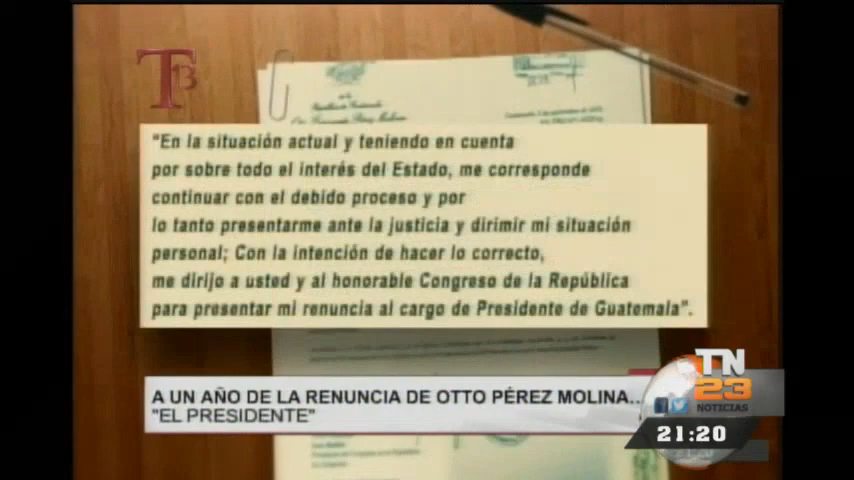 T13
"En la situación actual y teniendo en cuenta
por sobre todo el interés del Estado, me corresponde
continuar con el debido proceso y por
lo tanto presentarme ante la justicia y dirimir mi situación
personal; Con la intención de hacer lo correcto,
me dirijo a usted y al honorable Congreso de la República
para presentar mi renuncia al cargo de Presidente de Guatemala".
A UN AÑO DE LA RENUNCIA DE OTTO PÉREZ MOLINA...
"EL PRESIDENTE"
TN
23
NOTICIAS
21:20